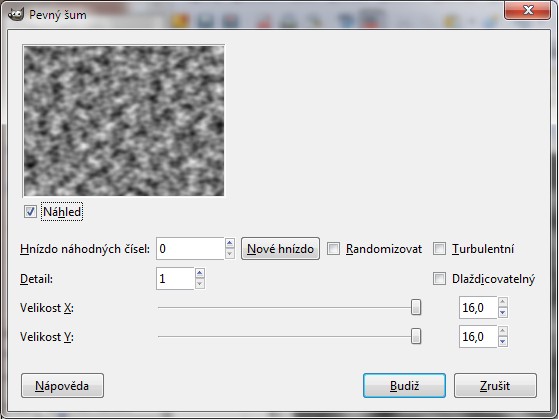 Pevný šum
Náhled
Hnízdo náhodných čísel: 0 Nové hnízdo Randomizovat Turbulentní
Detail: 1 Dlaždicovatelný
Velikost X: 16,0
Velikost Y: 16,0
Nápověda Budiž Zrušit